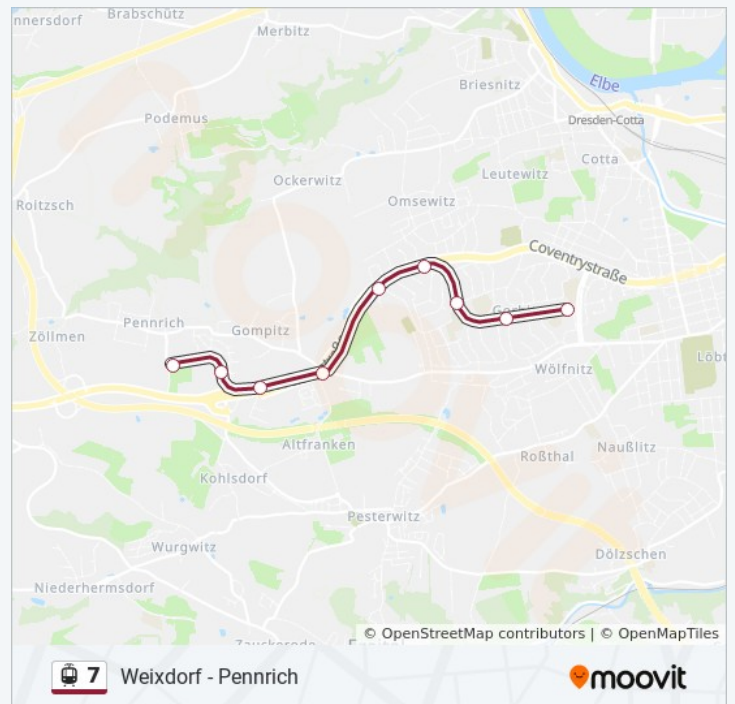 nnersdorf
Brabschütz
Merbitz
Briesnitz
Elbe
Podemus
Dresden-Cotta
Cotta
Ockerwitz
Leutewitz
Omsewitz
Roitzsch
Coventrystraße
Pennrich
Gompitz
Zöllmen
Wölfnitz
Löbt
Altfranken
Naußlitz
Roßthal
Kohlsdorf
Pesterwitz
Wurgwitz
Dölzschen
Niederhermsdorf
Zauckerode
© OpenStreetMap contributors | © OpenMapTiles
7 Weixdorf - Pennrich
moovit